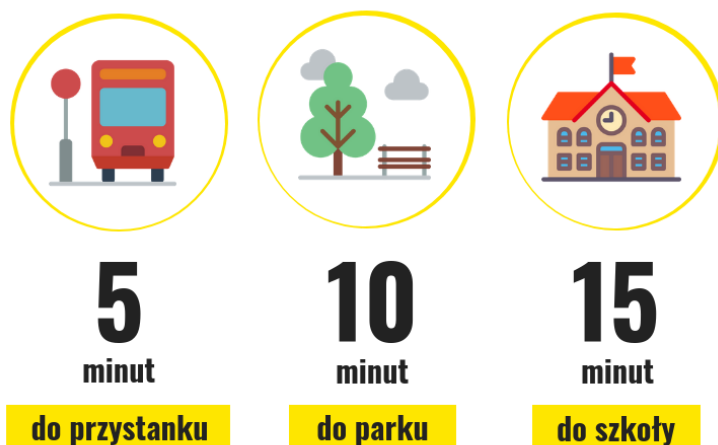 5
minut
do przystanku
10
minut
do parku
15
minut
do szkoły